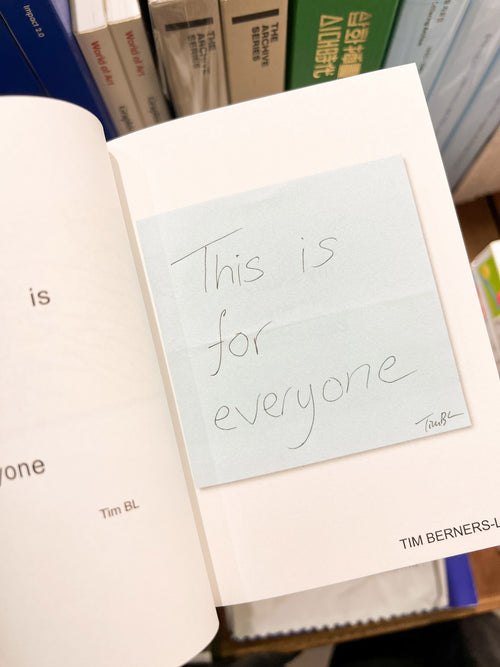 Impact 2.0
World of Art
World of Art
Graphic
THE
ARCHIVE
SERIES
THE
ARCHIVE
SERIES
is
yone
Tim BL
This is
for
everyone
TimBL
TIM BERNERS-L